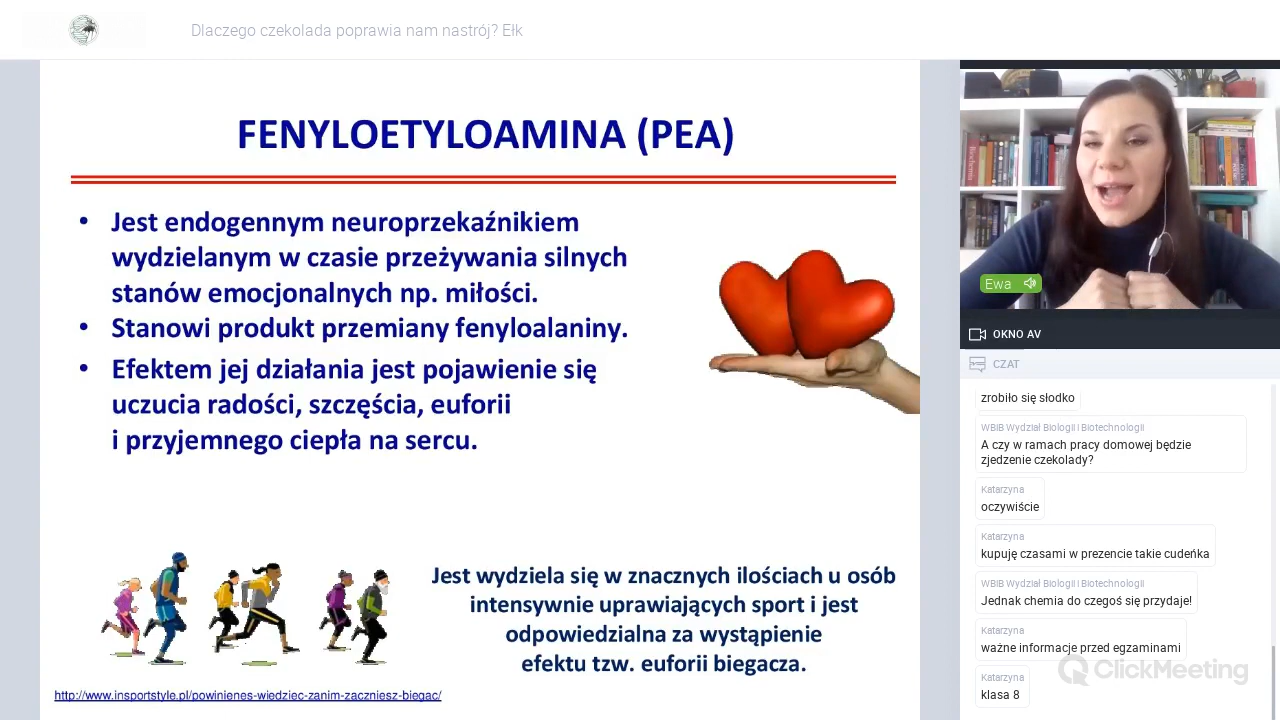 Dlaczego czekolada poprawia nam nastrój? Ełk
FENYLOETYLOAMINA (PEA)
• Jest endogennym neuroprzekaźnikiem
wydzielanym w czasie przeżywania silnych
stanów emocjonalnych np. miłości.
• Stanowi produkt przemiany fenyloalaniny.
• Efektem jej działania jest pojawienie się
uczucia radości, szczęścia, euforii
i przyjemnego ciepła na sercu.
Jest wydziela się w znacznych ilościach u osób
intensywnie uprawiających sport i jest
odpowiedzialna za wystąpienie
efektu tzw. euforii biegacza.
http://www.insportstyle.pl/powinienes-wiedziec-zanim-zaczniesz-biegac/
Ewa
OKNO AV
CZAT
zrobiło się słodko
WBiB Wydział Biologii i Biotechnologii
A czy w ramach pracy domowej będzie
zjedzenie czekolady?
Katarzyna
oczywiście
Katarzyna
kupuję czasami w prezencie takie cudeńka
WBiB Wydział Biologii i Biotechnologii
Jednak chemia do czegoś się przydaje!
Katarzyna
ważne informacje przed egzaminami
Katarzyna
klasa 8
ClickMeeting